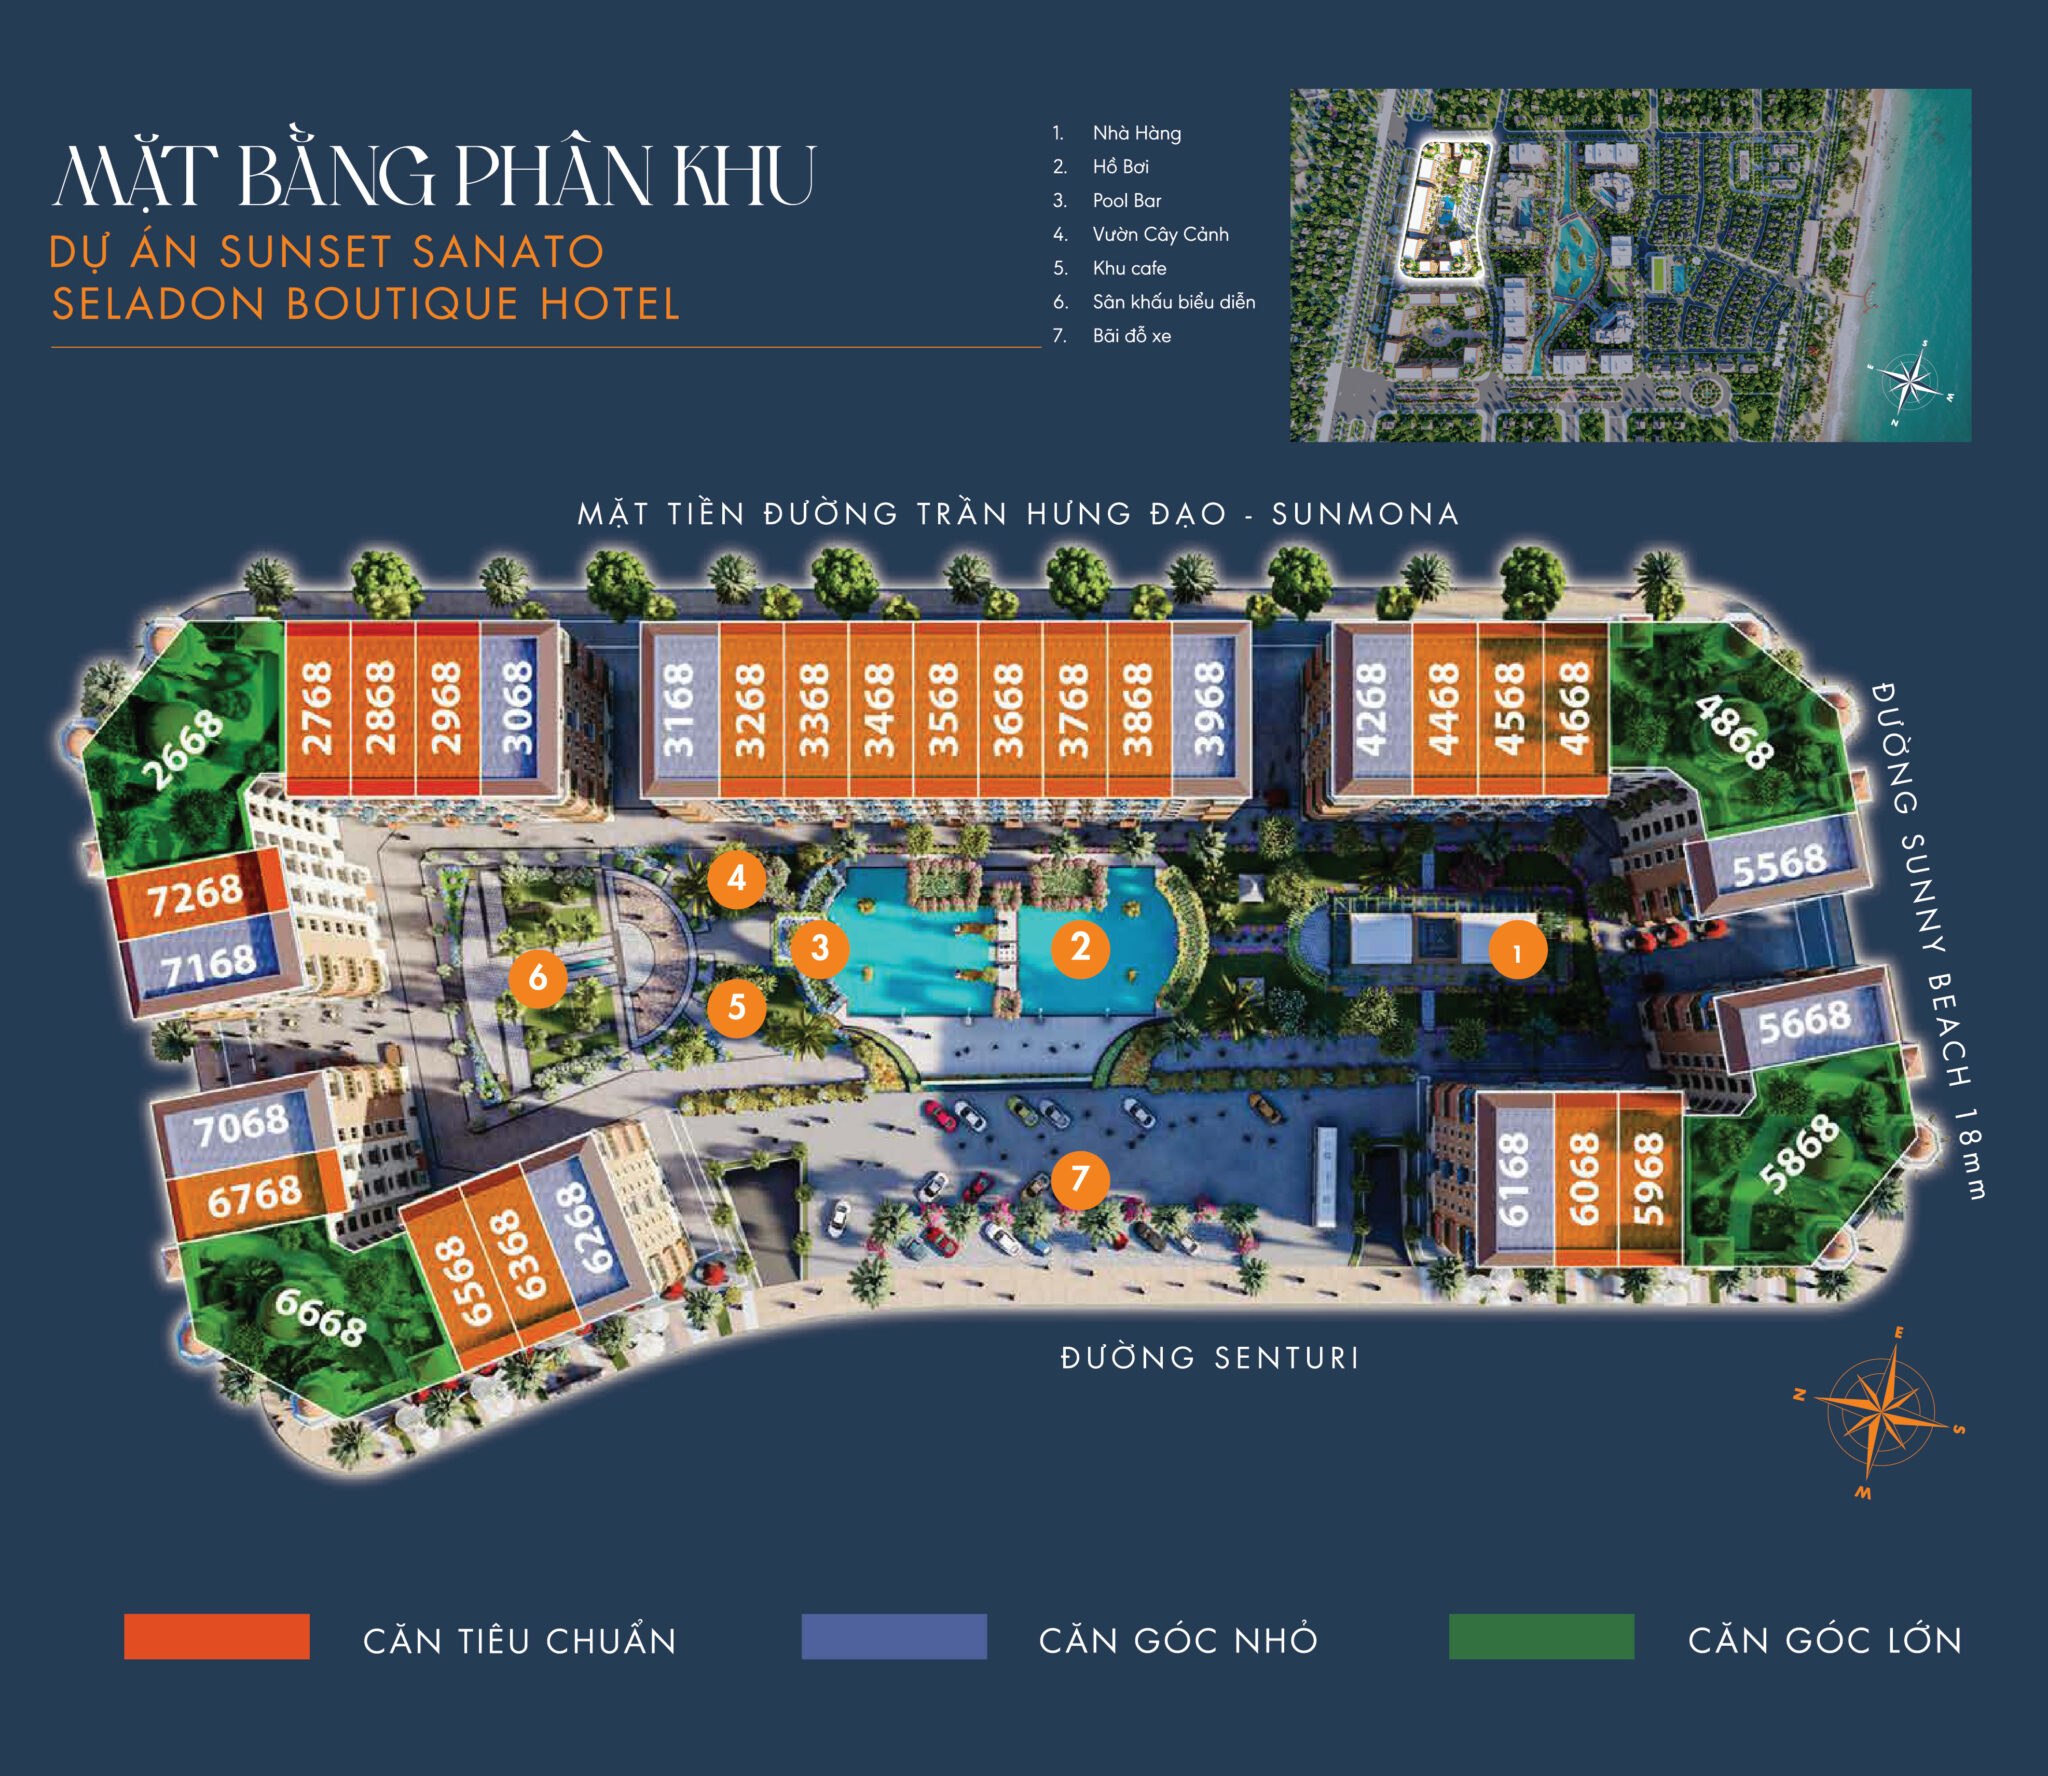 MẶT BẰNG PHÂN KHU
DỰ ÁN SUNSET SANATO
SELADON BOUTIQUE HOTEL
1. Nhà Hàng
2. Hồ Bơi
3. Pool Bar
4. Vườn Cây Cảnh
5. Khu cafe
6. Sân khấu biểu diễn
7. Bãi đỗ xe
S
E
W
N
MẶT TIỀN ĐƯỜNG TRẦN HƯNG ĐẠO - SUNMONA
2668
2768
2868
2968
3068
3168
3268
3368
3468
3568
3668
3768
3868
3968
4268
4468
4568
4668
4868
ĐƯỜNG SUNNY BEACH 18mm
7268
7168
5568
5668
4
3
2
1
6
5
7
7068
6768
6668
6568
6368
6268
6168
6068
5968
5868
ĐƯỜNG SENTURI
E
N
S
W
CĂN TIÊU CHUẨN
CĂN GÓC NHỎ
CĂN GÓC LỚN